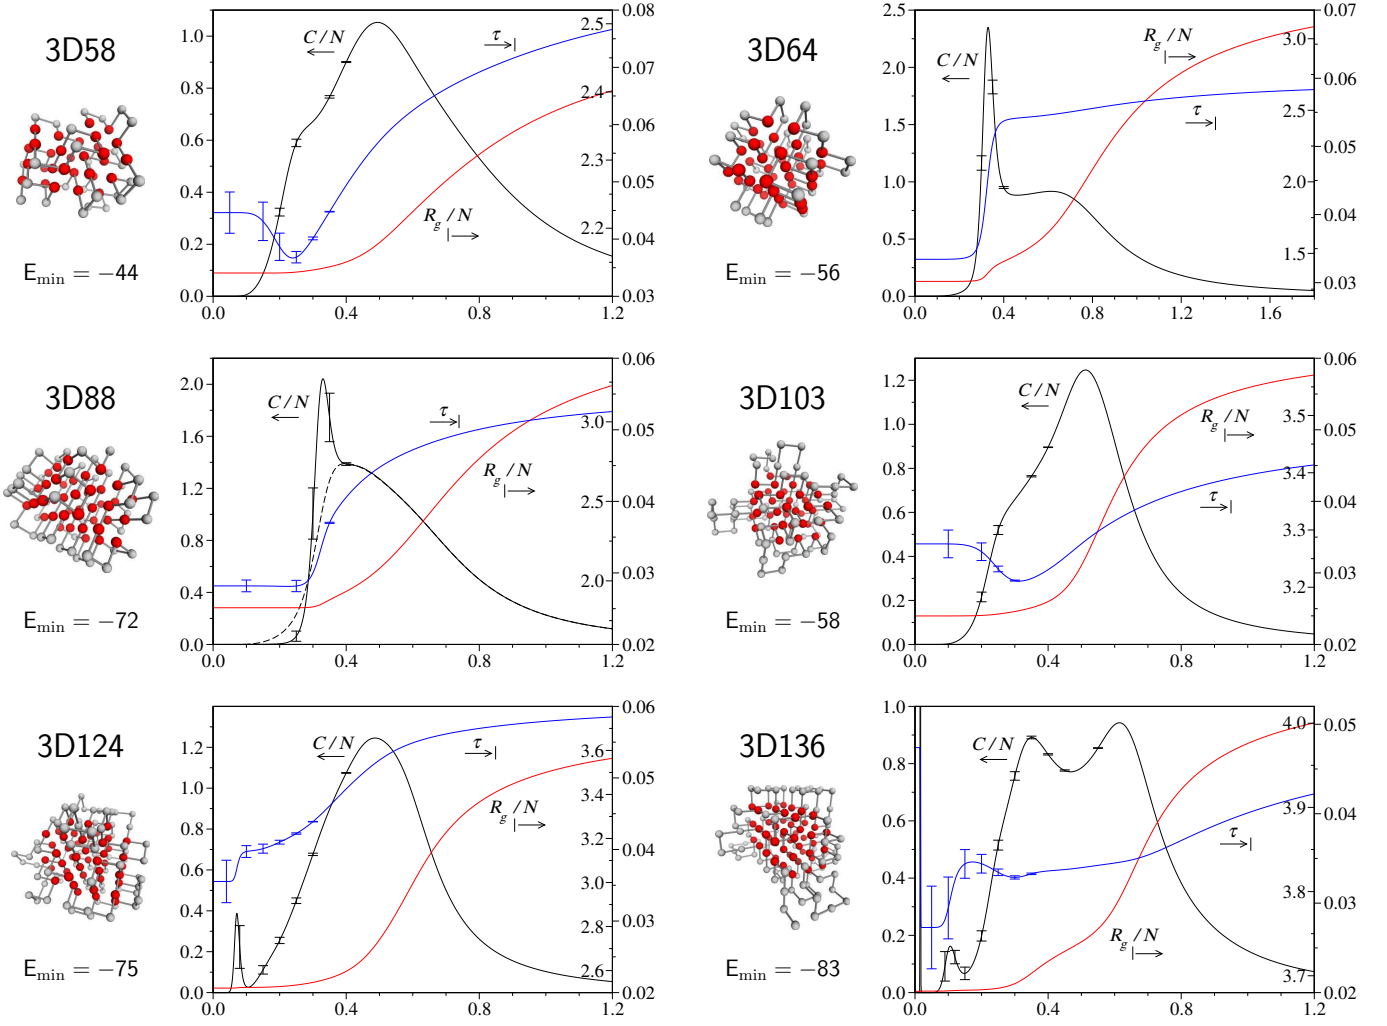 3D58
E_min = −44
C/N
τ
R_g/N
1.0
0.8
0.6
0.4
0.2
0.0
0.0 0.4 0.8 1.2
2.5
2.4
2.3
2.2
0.08
0.07
0.06
0.05
0.04
0.03
3D64
E_min = −56
C/N
R_g/N
τ
2.5
2.0
1.5
1.0
0.5
0.0
0.0 0.4 0.8 1.2 1.6
3.0
2.5
2.0
1.5
0.07
0.06
0.05
0.04
0.03
3D88
E_min = −72
C/N
τ
R_g/N
2.0
1.6
1.2
0.8
0.4
0.0
0.0 0.4 0.8 1.2
3.0
2.5
2.0
0.06
0.05
0.04
0.03
0.02
3D103
E_min = −58
C/N
R_g/N
τ
1.2
1.0
0.8
0.6
0.4
0.2
0.0
0.0 0.4 0.8 1.2
3.5
3.4
3.3
3.2
0.06
0.05
0.04
0.03
0.02
3D124
E_min = −75
C/N
τ
R_g/N
1.2
1.0
0.8
0.6
0.4
0.2
0.0
0.0 0.4 0.8 1.2
3.6
3.4
3.2
3.0
2.8
2.6
0.06
0.05
0.04
0.03
0.02
3D136
E_min = −83
C/N
τ
R_g/N
1.0
0.8
0.6
0.4
0.2
0.0
0.0 0.4 0.8 1.2
4.0
3.9
3.8
3.7
0.05
0.04
0.03
0.02